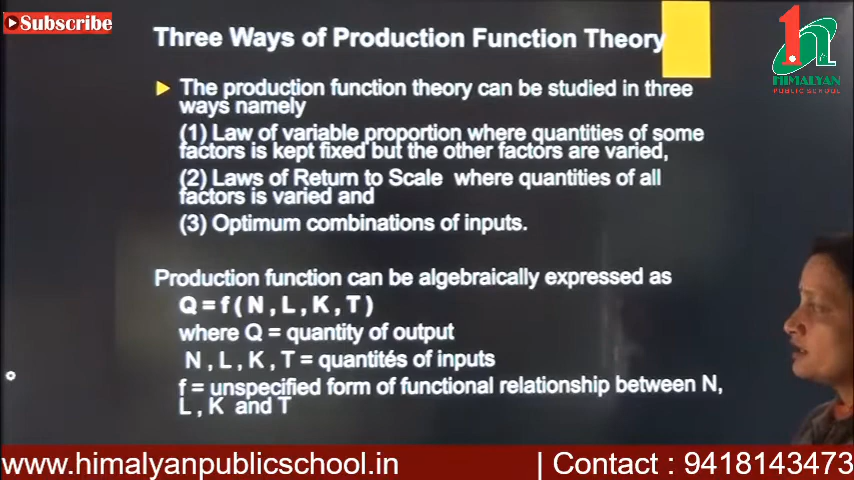 Subscribe
Three Ways of Production Function Theory
1
HIMALYAN
PUBLIC SCHOOL
The production function theory can be studied in three
ways namely
(1) Law of variable proportion where quantities of some
factors is kept fixed but the other factors are varied,
(2) Laws of Return to Scale where quantities of all
factors is varied and
(3) Optimum combinations of inputs.
Production function can be algebraically expressed as
Q = f ( N , L , K , T )
where Q = quantity of output
N , L , K , T = quantités of inputs
f = unspecified form of functional relationship between N,
L , K and T
www.himalyanpublicschool.in | Contact : 9418143473